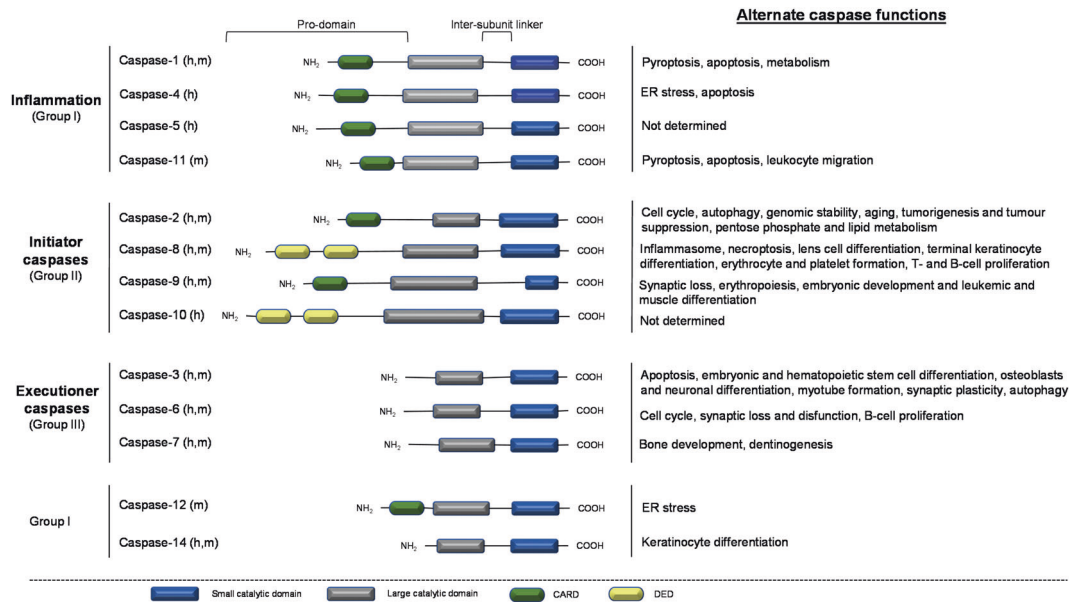 Alternate caspase functions
Pro-domain
Inter-subunit linker
Inflammation
(Group I)
Caspase-1 (h,m)
NH2
COOH
Pyroptosis, apoptosis, metabolism
Caspase-4 (h)
NH2
COOH
ER stress, apoptosis
Caspase-5 (h)
NH2
COOH
Not determined
Caspase-11 (m)
NH2
COOH
Pyroptosis, apoptosis, leukocyte migration
Initiator
caspases
(Group II)
Caspase-2 (h,m)
NH2
COOH
Cell cycle, autophagy, genomic stability, aging, tumorigenesis and tumour
suppression, pentose phosphate and lipid metabolism
Caspase-8 (h,m)
NH2
COOH
Inflammasome, necroptosis, lens cell differentiation, terminal keratinocyte
differentiation, erythrocyte and platelet formation, T- and B-cell proliferation
Caspase-9 (h,m)
NH2
COOH
Synaptic loss, erythropoiesis, embryonic development and leukemic and
muscle differentiation
Caspase-10 (h)
NH2
COOH
Not determined
Executioner
caspases
(Group III)
Caspase-3 (h,m)
NH2
COOH
Apoptosis, embryonic and hematopoietic stem cell differentiation, osteoblasts
and neuronal differentiation, myotube formation, synaptic plasticity, autophagy
Caspase-6 (h,m)
NH2
COOH
Cell cycle, synaptic loss and disfunction, B-cell proliferation
Caspase-7 (h,m)
NH2
COOH
Bone development, dentinogenesis
Group I
Caspase-12 (m)
NH2
COOH
ER stress
Caspase-14 (h,m)
NH2
COOH
Keratinocyte differentiation
Small catalytic domain
Large catalytic domain
CARD
DED